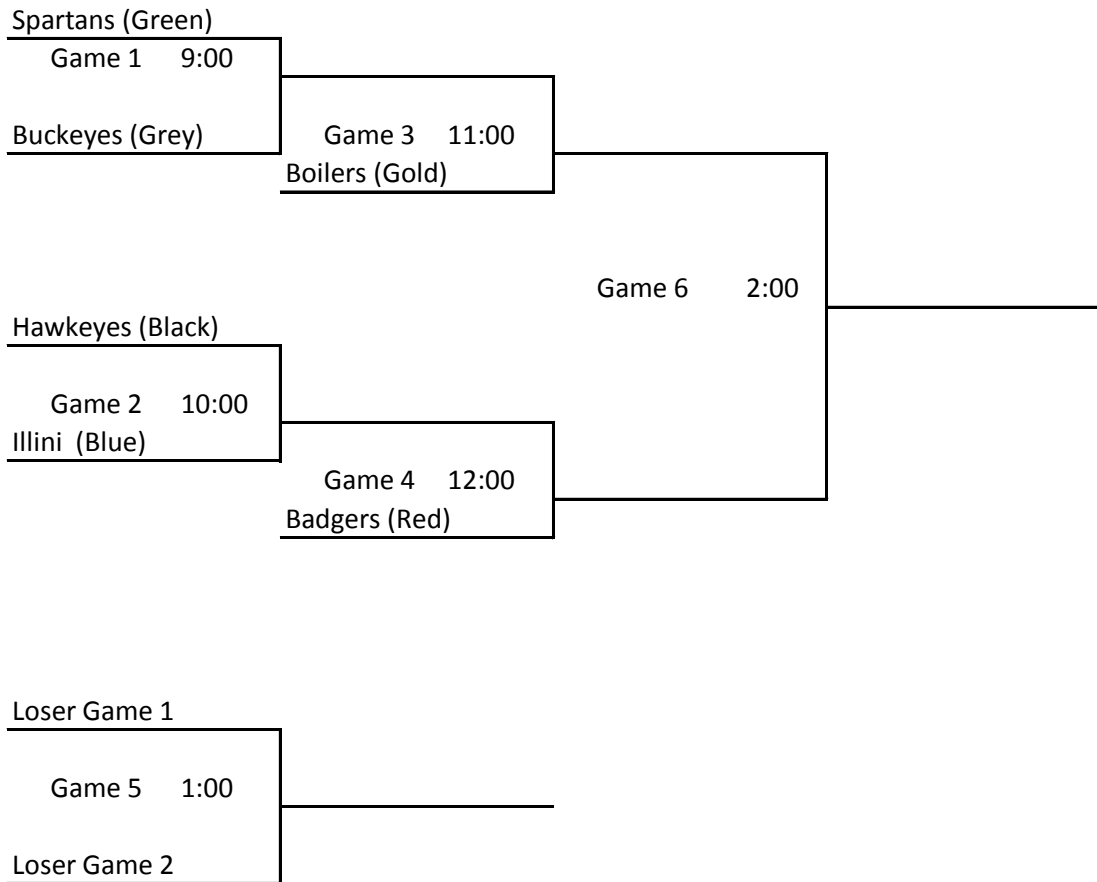 Spartans (Green)
Game 1 9:00
Buckeyes (Grey)
Game 3 11:00
Boilers (Gold)
Game 6 2:00
Hawkeyes (Black)
Game 2 10:00
Illini (Blue)
Game 4 12:00
Badgers (Red)
Loser Game 1
Game 5 1:00
Loser Game 2